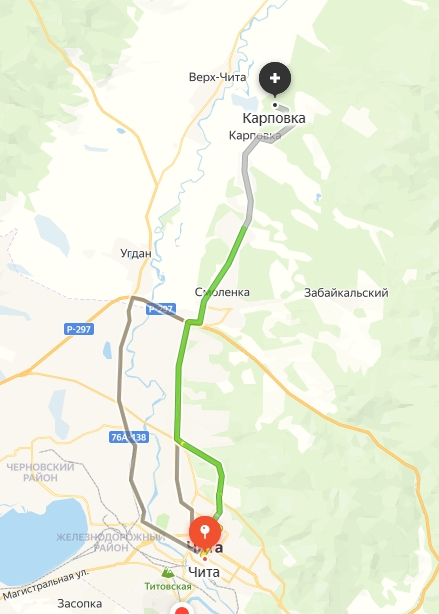 Верх-Чита
Карповка
Карповка
Угдан
Смоленка
Забайкальский
Р-297
Р-297
76А-138
ЧЕРНОВСКИЙ
РАЙОН
ЖЕЛЕЗНОДОРОЖНЫЙ
РАЙОН
Чита
Чита
Магистральная ул.
Титовская
Засопка